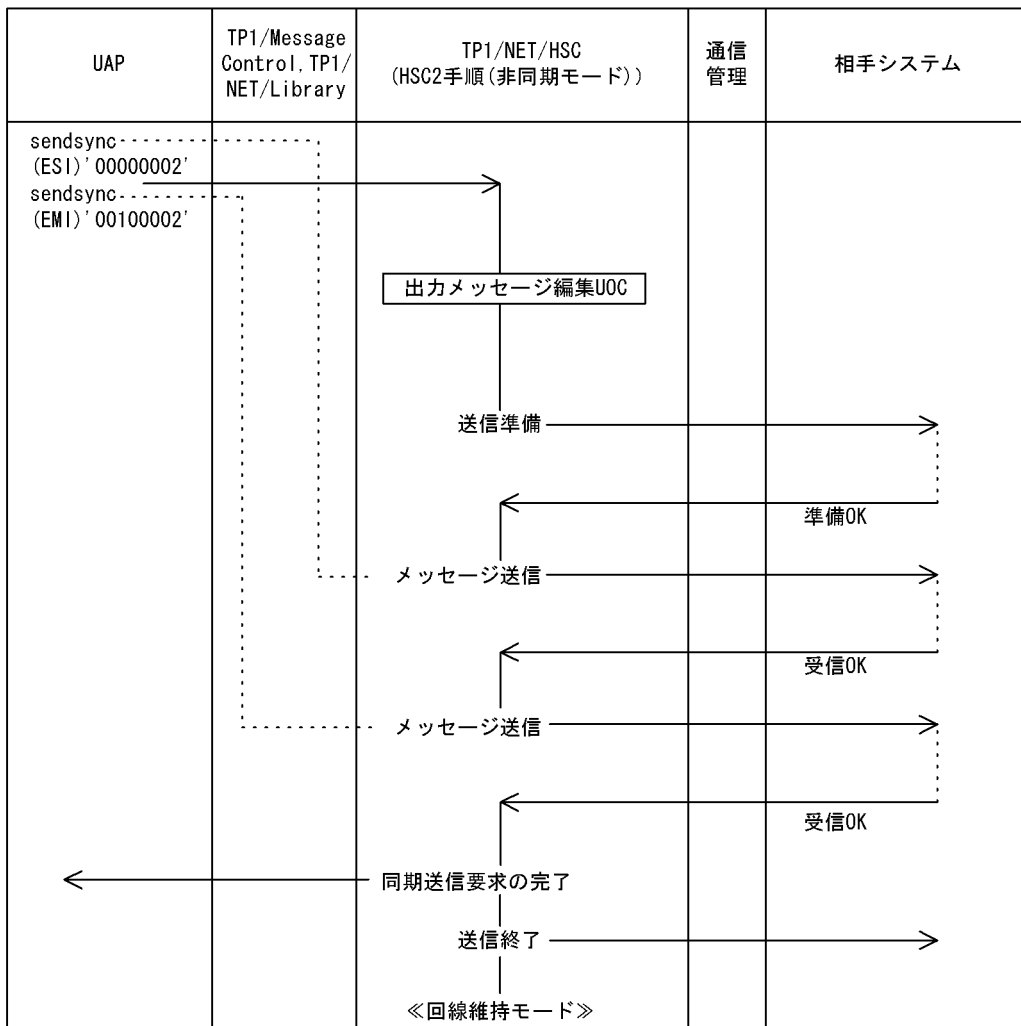 UAP
TP1/Message
Control,TP1/
NET/Library
TP1/NET/HSC
(HSC2手順(非同期モード))
通信
管理
相手システム
sendsync
(ESI)'00000002'
sendsync
(EMI)'00100002'
出力メッセージ編集UOC
送信準備
準備OK
メッセージ送信
受信OK
メッセージ送信
受信OK
同期送信要求の完了
送信終了
≪回線維持モード≫